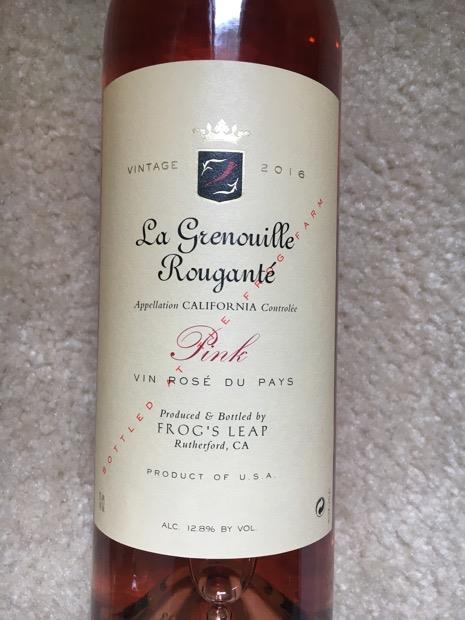 VINTAGE 2016
La Grenouille
Rouganté
Appellation CALIFORNIA Controlée
Pink
VIN ROSÉ DU PAYS
BOTTLED AT THE FROG FARM
Produced & Bottled by
FROG'S LEAP
Rutherford, CA
PRODUCT OF U.S.A.
ALC. 12.8% BY VOL.